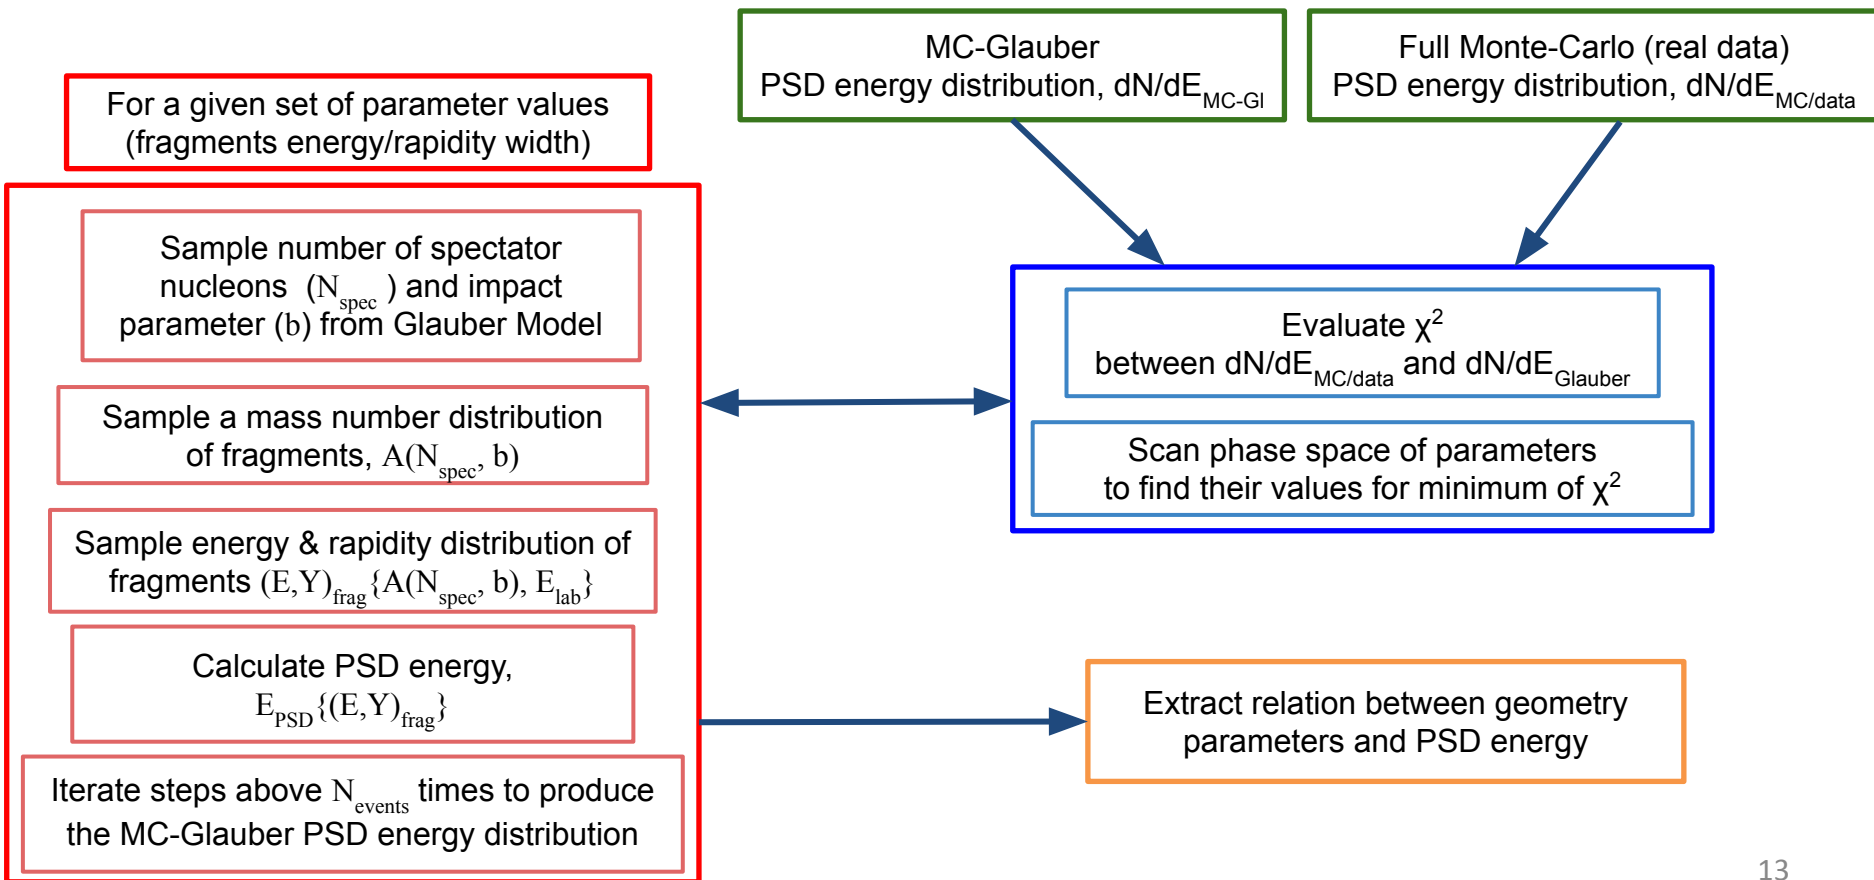 For a given set of parameter values
(fragments energy/rapidity width)
Sample number of spectator
nucleons (N_spec ) and impact
parameter (b) from Glauber Model
Sample a mass number distribution
of fragments, A(N_spec, b)
Sample energy & rapidity distribution of
fragments (E,Y)_frag{A(N_spec, b), E_lab}
Calculate PSD energy,
E_PSD{(E,Y)_frag}
Iterate steps above N_events times to produce
the MC-Glauber PSD energy distribution
MC-Glauber
PSD energy distribution, dN/dE_MC-Gl
Full Monte-Carlo (real data)
PSD energy distribution, dN/dE_MC/data
Evaluate χ²
between dN/dE_MC/data and dN/dE_Glauber
Scan phase space of parameters
to find their values for minimum of χ²
Extract relation between geometry
parameters and PSD energy
13